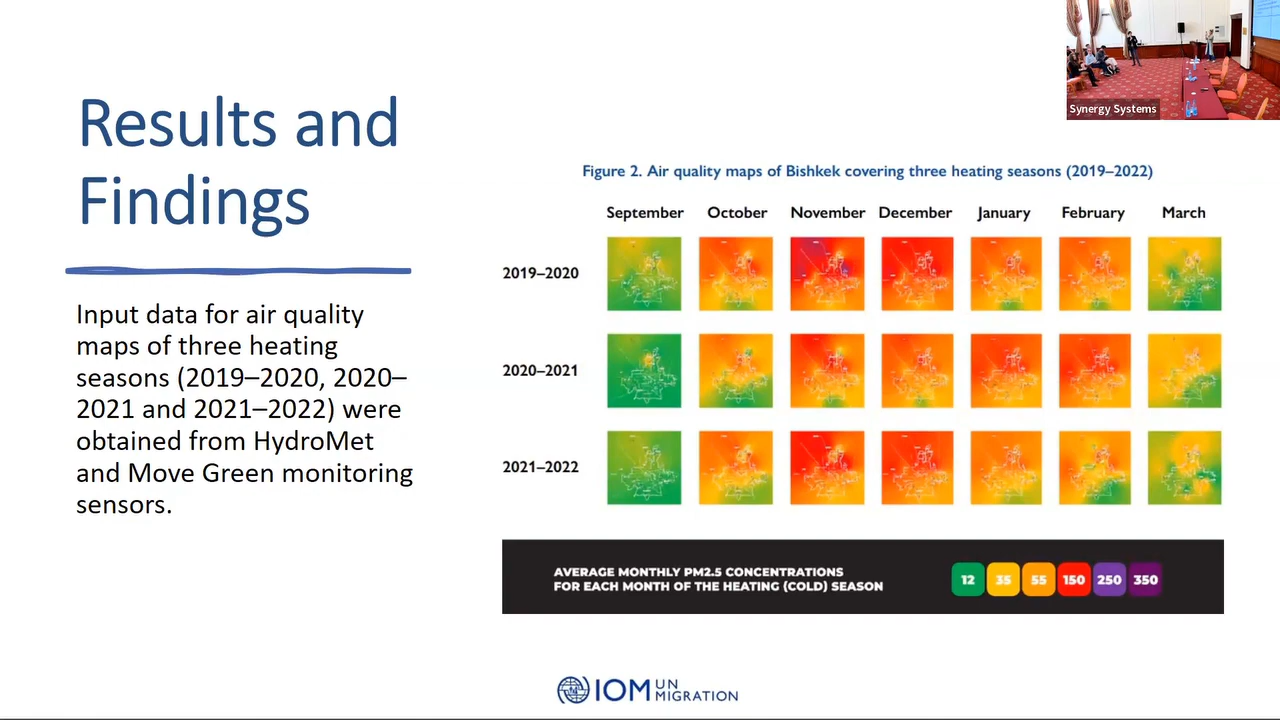 Results and
Findings
Input data for air quality
maps of three heating
seasons (2019–2020, 2020–
2021 and 2021–2022) were
obtained from HydroMet
and Move Green monitoring
sensors.
Synergy Systems
Figure 2. Air quality maps of Bishkek covering three heating seasons (2019–2022)
September October November December January February March
2019–2020
2020–2021
2021–2022
AVERAGE MONTHLY PM2.5 CONCENTRATIONS
FOR EACH MONTH OF THE HEATING (COLD) SEASON
12 35 55 150 250 350
IOM UN
MIGRATION